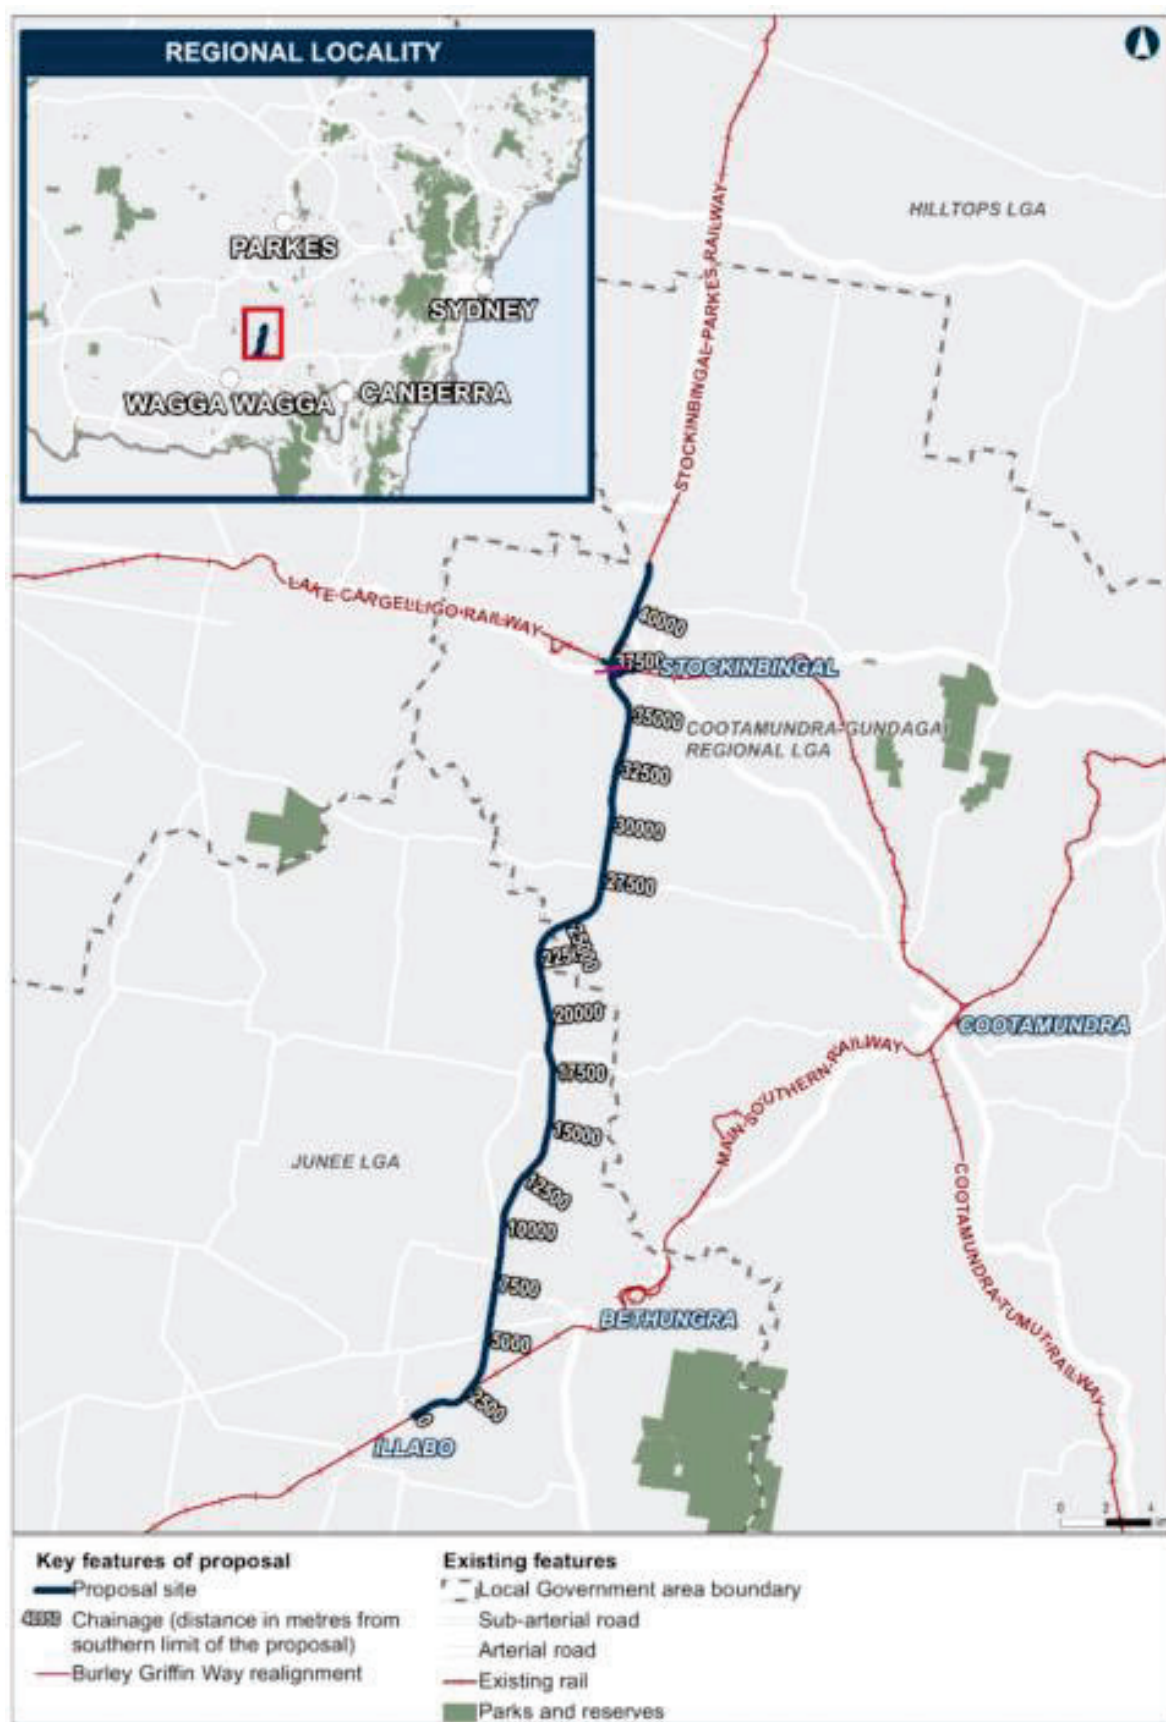 REGIONAL LOCALITY
PARKES
SYDNEY
WAGGA WAGGA
CANBERRA
HILLTOPS LGA
STOCKINBINGAL-PARKES RAILWAY
LAKE CARGELLIGO RAILWAY
40000
37500
STOCKINBINGAL
35000
COOTAMUNDRA-GUNDAGAI
REGIONAL LGA
32500
30000
27500
25000
20000
COOTAMUNDRA
MAIN SOUTHERN RAILWAY
17500
15000
JUNEE LGA
12500
COOTAMUNDRA-TUMUT RAILWAY
10000
7500
BETHUNGRA
5000
2500
0
ILLABO
0 2 4
Key features of proposal
Proposal site
Chainage (distance in metres from
southern limit of the proposal)
Burley Griffin Way realignment
Existing features
Local Government area boundary
Sub-arterial road
Arterial road
Existing rail
Parks and reserves